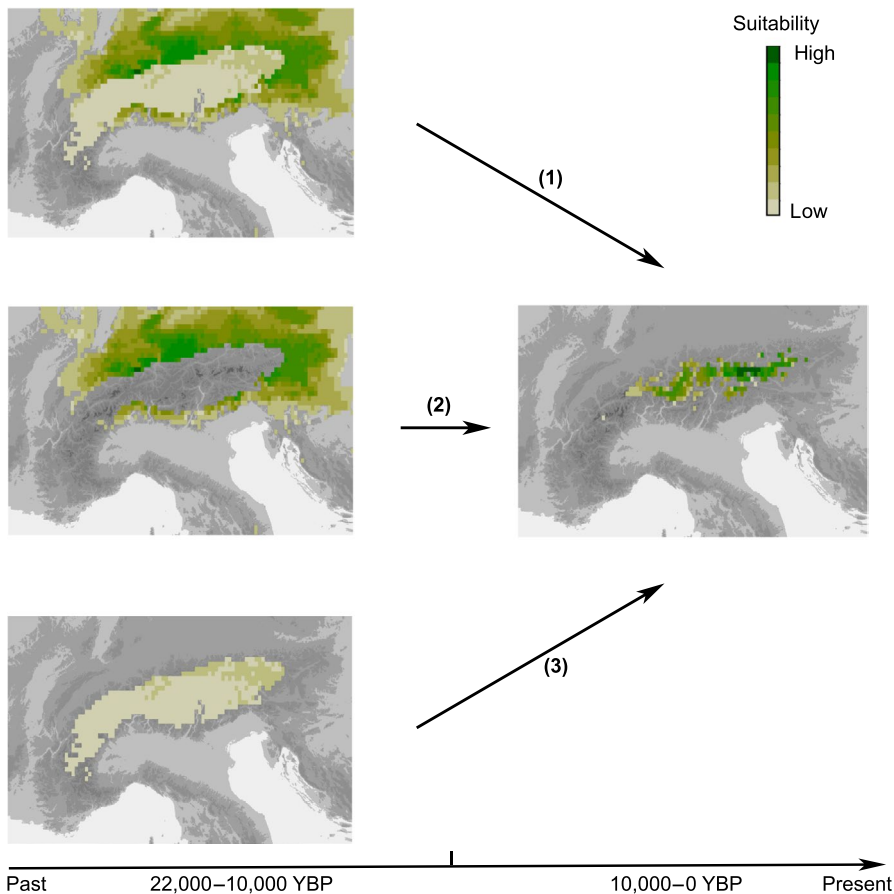 Suitability
High
Low
(1)
(2)
(3)
Past 22,000–10,000 YBP 10,000–0 YBP Present